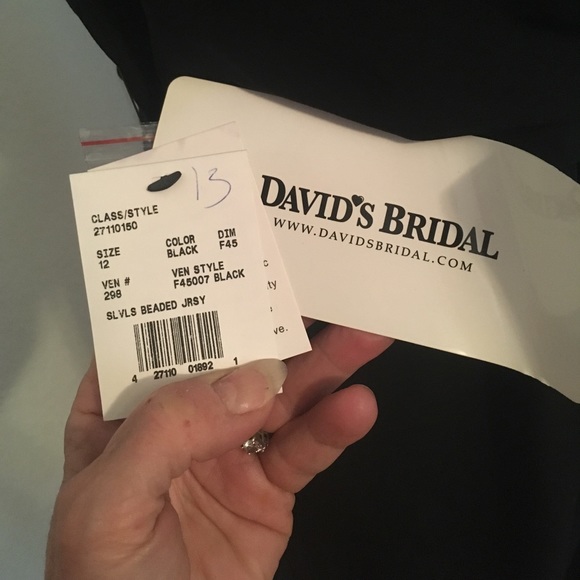 13
CLASS/STYLE
27110150
SIZE COLOR DIM
12 BLACK F45
VEN # VEN STYLE
298 F45007 BLACK
SLVLS BEADED JRSY
4 27110 01892 1
DAVID'S BRIDAL
WWW.DAVIDSBRIDAL.COM